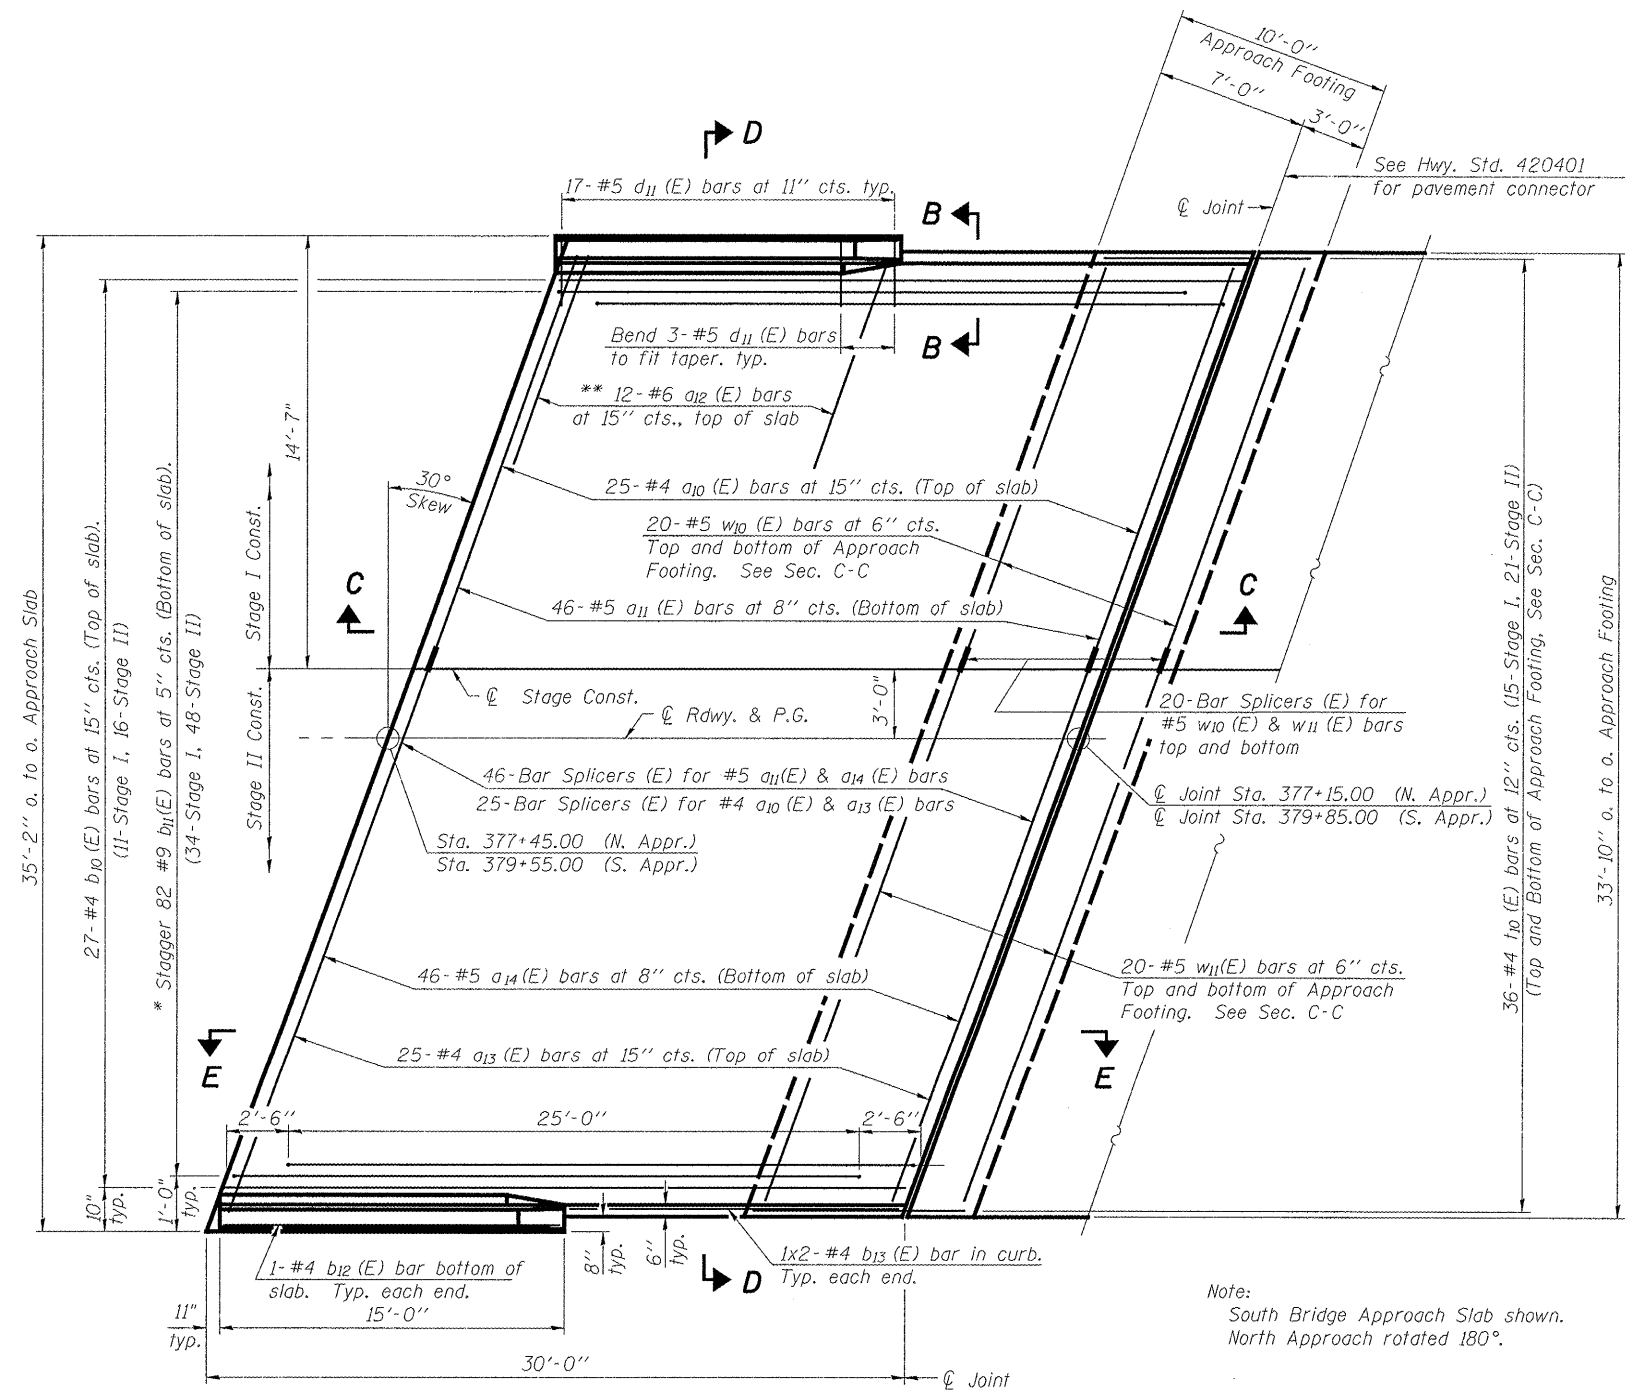 10'-0"
Approach Footing
7'-0"
3'-0"
See Hwy. Std. 420401
for pavement connector
℄ Joint
D
17-#5 d11 (E) bars at 11" cts. typ.
B
B
Bend 3-#5 d11 (E) bars
to fit taper. typ.
** 12-#6 a12 (E) bars
at 15" cts., top of slab
14'-7"
30°
Skew
25-#4 a10 (E) bars at 15" cts. (Top of slab)
20-#5 w10 (E) bars at 6" cts.
Top and bottom of Approach
Footing. See Sec. C-C
46-#5 a11 (E) bars at 8" cts. (Bottom of slab)
C
C
Stage I Const.
Stage II Const.
℄ Stage Const.
℄ Rdwy. & P.G.
3'-0"
20-Bar Splicers (E) for
#5 w10 (E) & w11 (E) bars
top and bottom
46-Bar Splicers (E) for #5 a11(E) & a14 (E) bars
25-Bar Splicers (E) for #4 a10 (E) & a13 (E) bars
℄ Joint Sta. 377+15.00 (N. Appr.)
℄ Joint Sta. 379+85.00 (S. Appr.)
Sta. 377+45.00 (N. Appr.)
Sta. 379+55.00 (S. Appr.)
35'-2" o. to o. Approach Slab
27-#4 b10 (E) bars at 15" cts. (Top of slab).
(11-Stage I, 16-Stage II)
* Stagger 82 #9 b11(E) bars at 5" cts. (Bottom of slab).
(34-Stage I, 48-Stage II)
36-#4 t10 (E) bars at 12" cts. (15-Stage I, 21-Stage II)
(Top and Bottom of Approach Footing, See Sec. C-C)
33'-10" o. to o. Approach Footing
46-#5 a14 (E) bars at 8" cts. (Bottom of slab)
20-#5 w11(E) bars at 6" cts.
Top and bottom of Approach
Footing. See Sec. C-C
25-#4 a13 (E) bars at 15" cts. (Top of slab)
E
E
2'-6"
25'-0"
2'-6"
10"
typ.
1'-0"
typ.
8"
typ.
6"
typ.
D
1x2-#4 b13 (E) bar in curb.
Typ. each end.
1-#4 b12 (E) bar bottom of
slab. Typ. each end.
11"
typ.
15'-0"
30'-0"
℄ Joint
Note:
South Bridge Approach Slab shown.
North Approach rotated 180°.